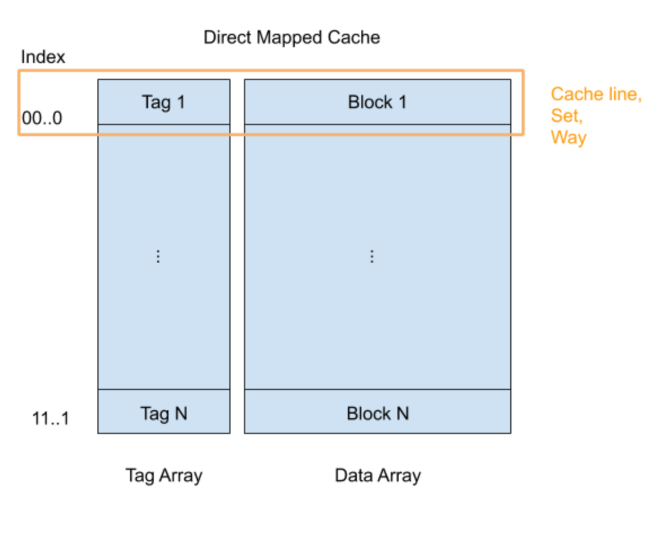 Direct Mapped Cache
Index
Tag 1
Block 1
Cache line,
Set,
Way
00..0
⋮
⋮
11..1
Tag N
Block N
Tag Array
Data Array